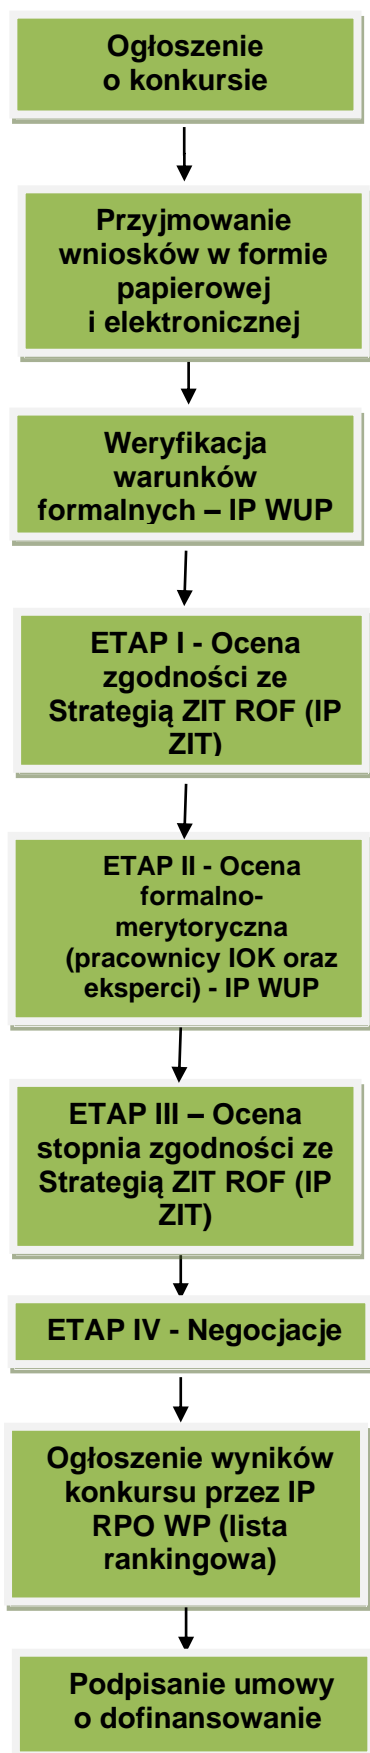 Ogłoszenie
o konkursie
Przyjmowanie
wniosków w formie
papierowej
i elektronicznej
Weryfikacja
warunków
formalnych – IP WUP
ETAP I - Ocena
zgodności ze
Strategią ZIT ROF (IP
ZIT)
ETAP II - Ocena
formalno-
merytoryczna
(pracownicy IOK oraz
eksperci) - IP WUP
ETAP III – Ocena
stopnia zgodności ze
Strategią ZIT ROF (IP
ZIT)
ETAP IV - Negocjacje
Ogłoszenie wyników
konkursu przez IP
RPO WP (lista
rankingowa)
Podpisanie umowy
o dofinansowanie